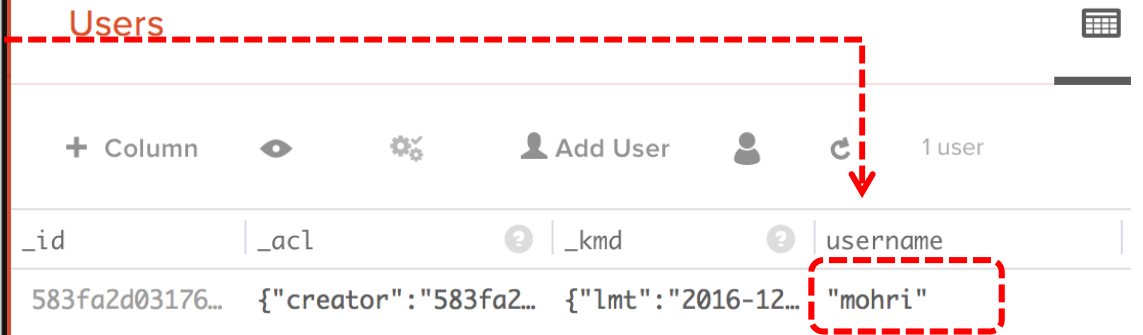 Users
+ Column Add User 1 user
_id _acl ? _kmd ? username
583fa2d03176… {"creator":"583fa2… {"lmt":"2016-12… "mohri"